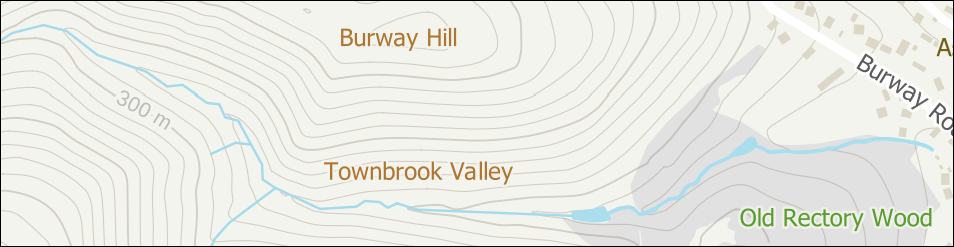 Burway Hill
A
Burway Ro
300 m
Townbrook Valley
Old Rectory Wood